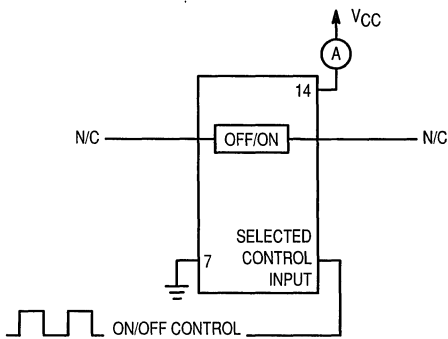 VCC
A
14
N/C
OFF/ON
N/C
7
SELECTED
CONTROL
INPUT
ON/OFF CONTROL